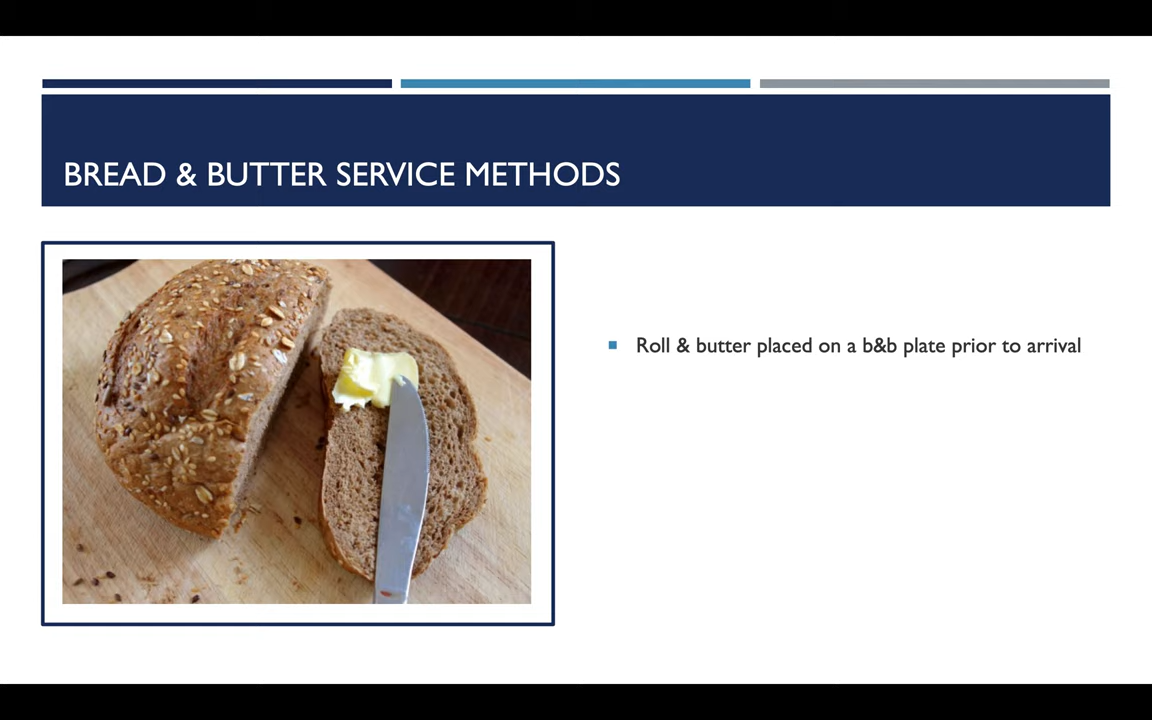 BREAD & BUTTER SERVICE METHODS
Roll & butter placed on a b&b plate prior to arrival